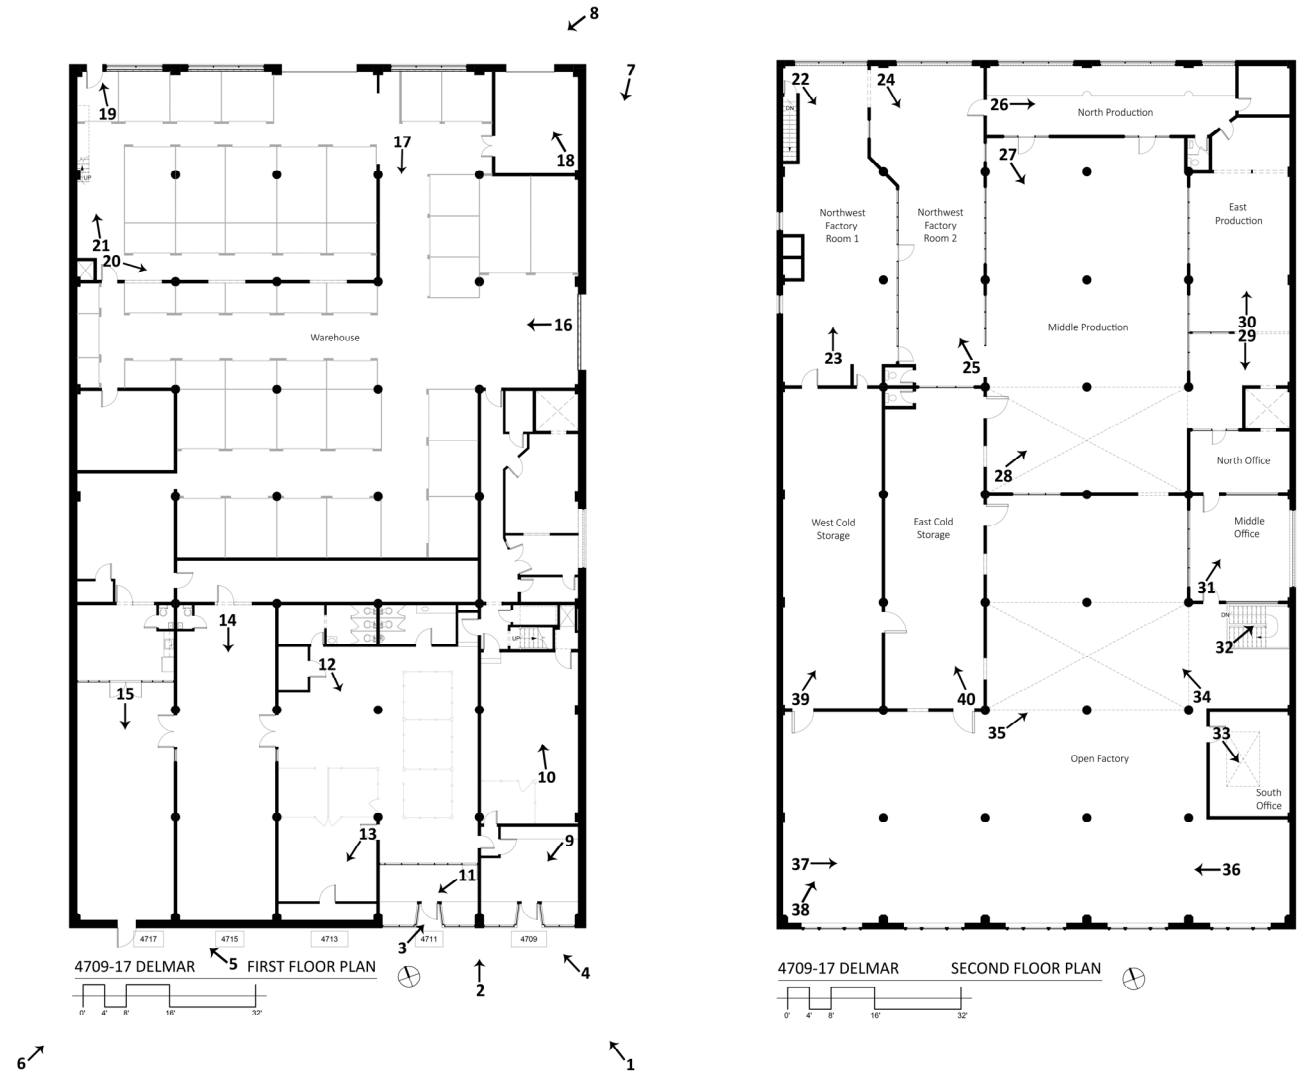 8
7
19
17
18
UP
21
20
16
Warehouse
14
UP
12
15
10
13
9
11
4717
4715
4713
4711
4709
3
5
4
2
4709-17 DELMAR
FIRST FLOOR PLAN
0'
4'
8'
16'
32'
6
1
22
24
DN
26
North Production
27
Northwest
Factory
Room 1
Northwest
Factory
Room 2
East
Production
30
29
Middle Production
23
25
28
North Office
West Cold
Storage
East Cold
Storage
Middle
Office
31
DN
32
39
40
34
35
33
Open Factory
South
Office
37
36
38
4709-17 DELMAR
SECOND FLOOR PLAN
0'
4'
8'
16'
32'